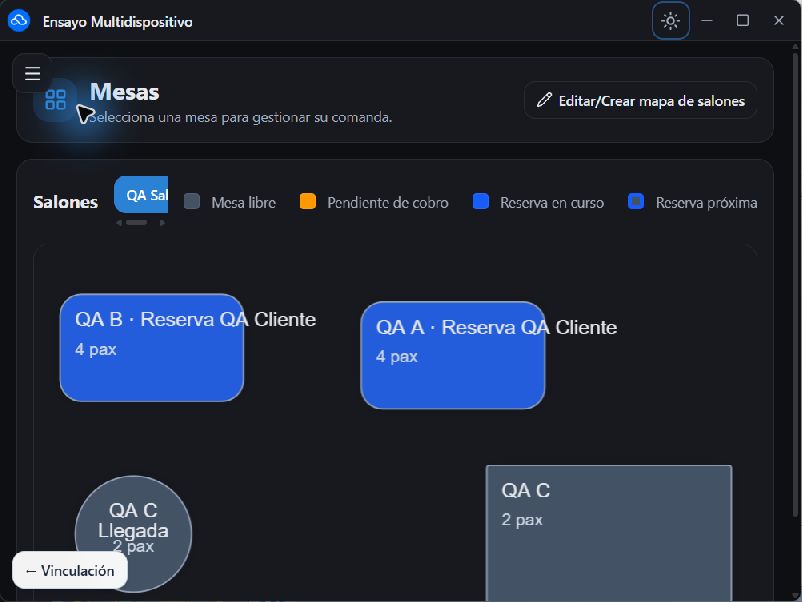 Ensayo Multidispositivo
Mesas
Selecciona una mesa para gestionar su comanda.
Editar/Crear mapa de salones
Salones
QA Sal
Mesa libre
Pendiente de cobro
Reserva en curso
Reserva próxima
QA B · Reserva QA Cliente
4 pax
QA A · Reserva QA Cliente
4 pax
QA C
Llegada
2 pax
QA C
2 pax
← Vinculación